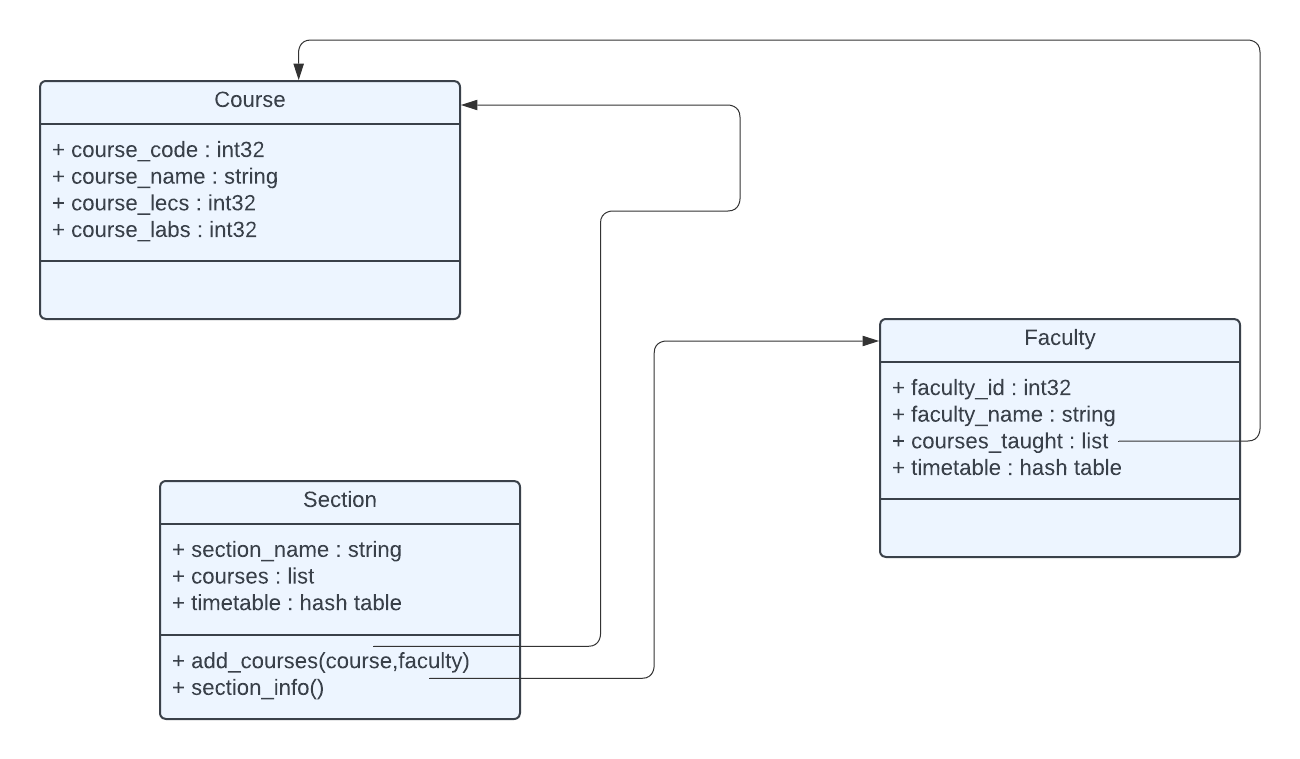 Course
+ course_code : int32
+ course_name : string
+ course_lecs : int32
+ course_labs : int32
Faculty
+ faculty_id : int32
+ faculty_name : string
+ courses_taught : list
+ timetable : hash table
Section
+ section_name : string
+ courses : list
+ timetable : hash table
+ add_courses(course,faculty)
+ section_info()